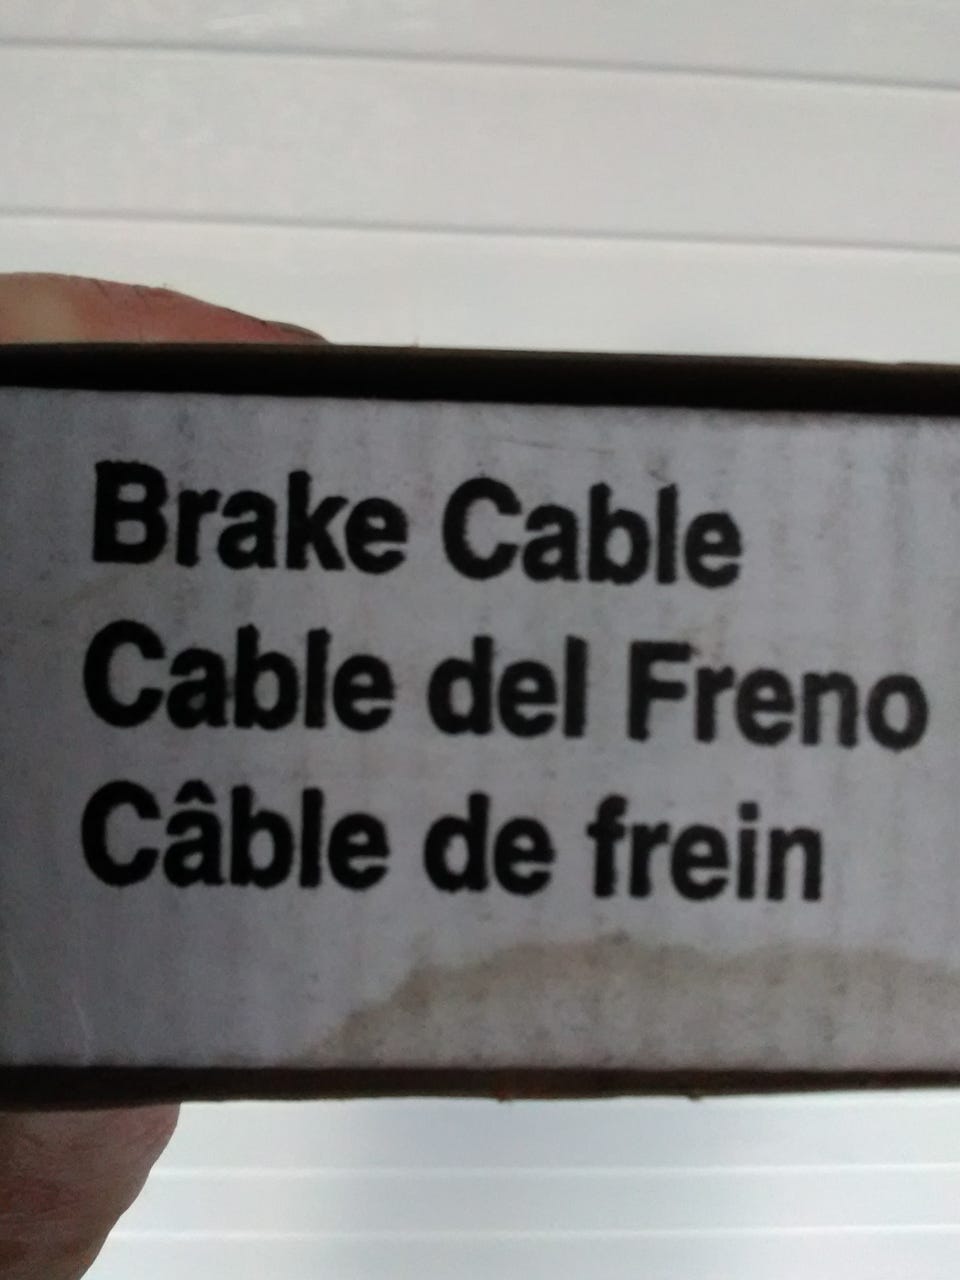 Brake Cable
Cable del Freno
Câble de frein